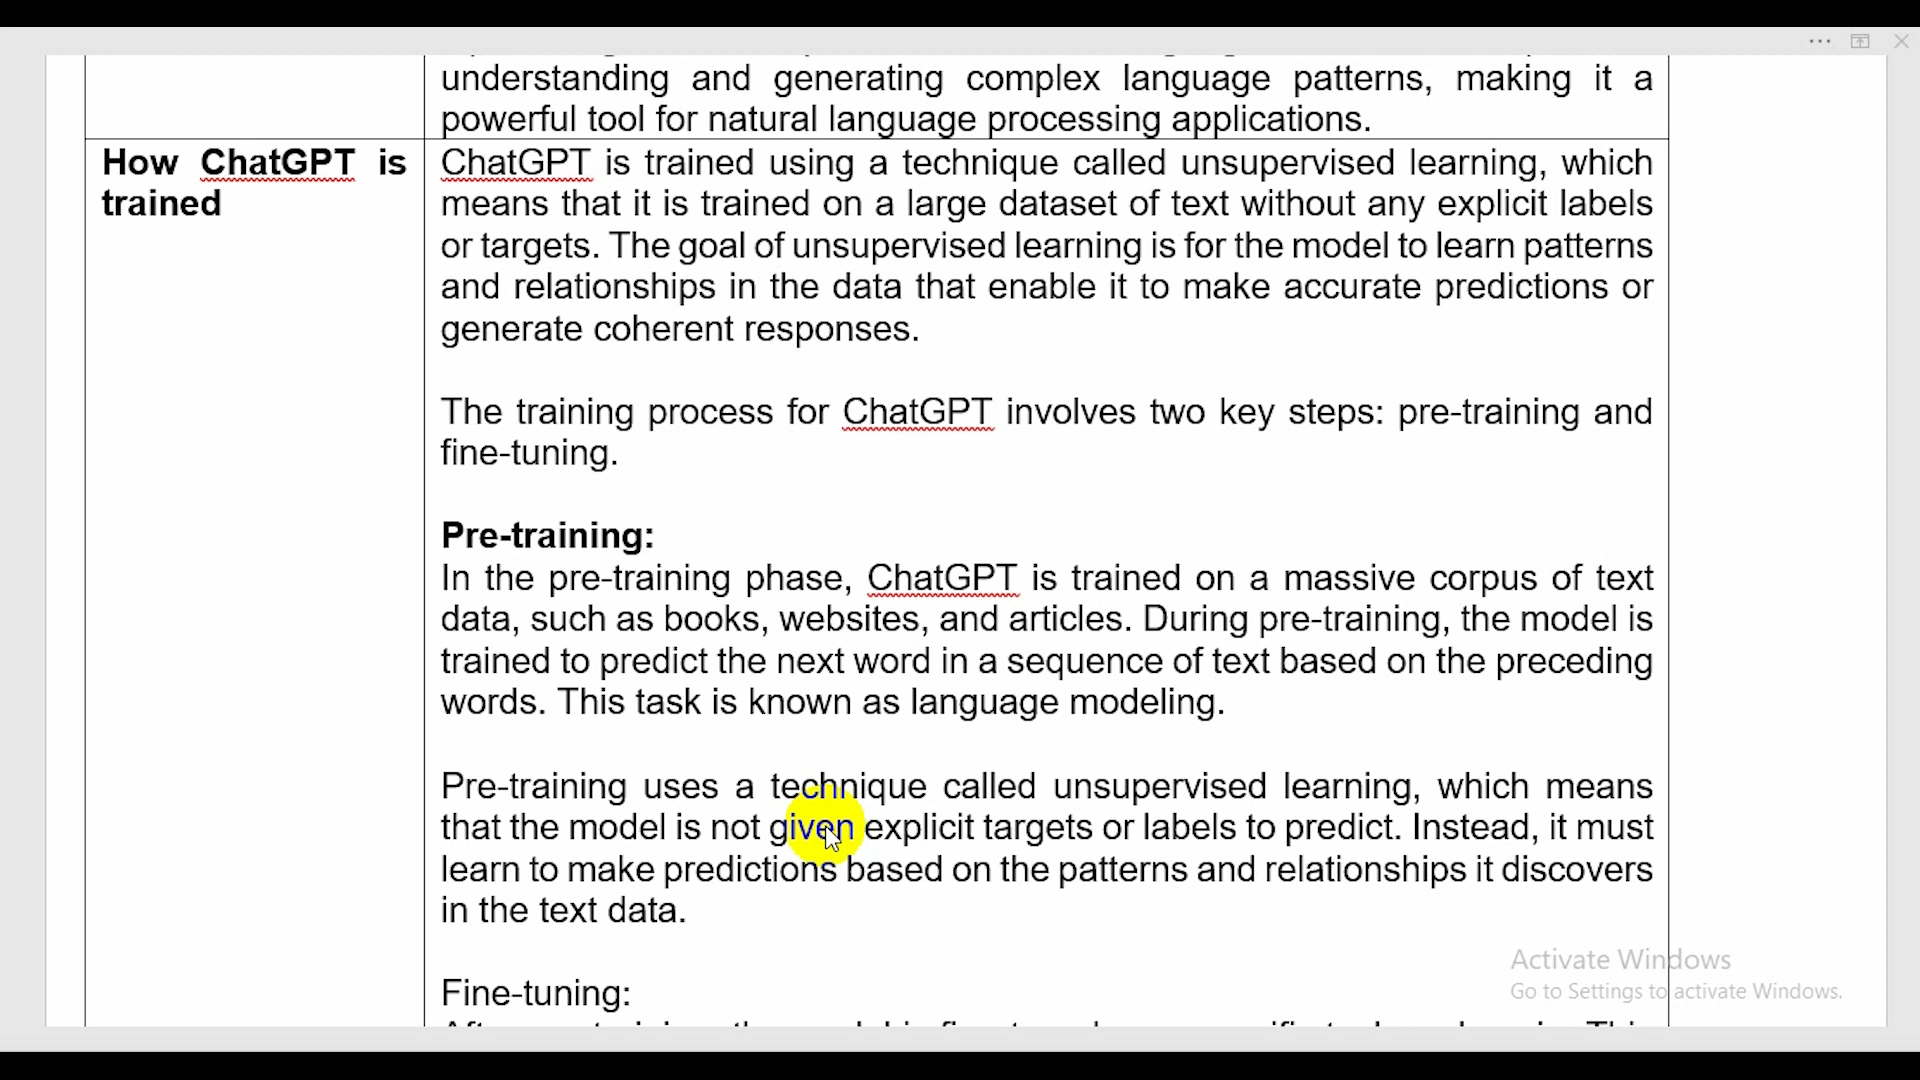 understanding and generating complex language patterns, making it a
powerful tool for natural language processing applications.
How ChatGPT is
trained
ChatGPT is trained using a technique called unsupervised learning, which
means that it is trained on a large dataset of text without any explicit labels
or targets. The goal of unsupervised learning is for the model to learn patterns
and relationships in the data that enable it to make accurate predictions or
generate coherent responses.
The training process for ChatGPT involves two key steps: pre-training and
fine-tuning.
Pre-training:
In the pre-training phase, ChatGPT is trained on a massive corpus of text
data, such as books, websites, and articles. During pre-training, the model is
trained to predict the next word in a sequence of text based on the preceding
words. This task is known as language modeling.
Pre-training uses a technique called unsupervised learning, which means
that the model is not given explicit targets or labels to predict. Instead, it must
learn to make predictions based on the patterns and relationships it discovers
in the text data.
Fine-tuning:
Activate Windows
Go to Settings to activate Windows.